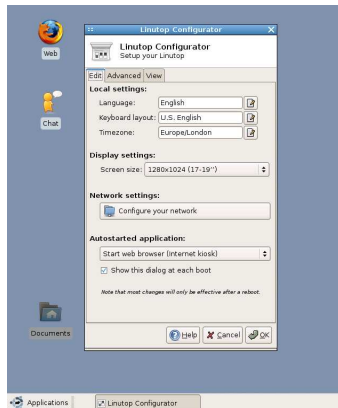 Web
Chat
Documents
Linutop Configurator
Linutop Configurator
Setup your Linutop
Edit Advanced View
Local settings:
Language: English
Keyboard layout: U.S. English
Timezone: Europe/London
Display settings:
Screen size: 1280x1024 (17-19")
Network settings:
Configure your network
Autostarted application:
Start web browser (Internet kiosk)
Show this dialog at each boot
Note that most changes will only be effective after a reboot.
Help Cancel OK
Applications Linutop Configurator